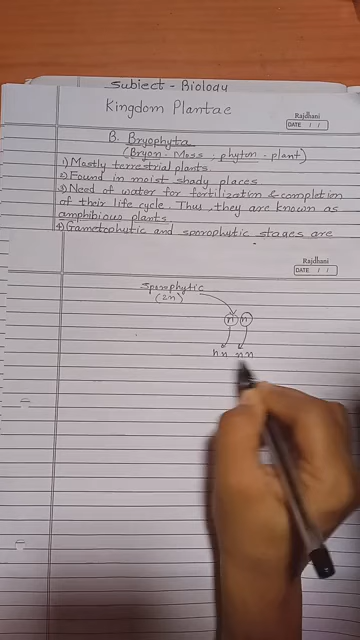 Subject - Biology
Kingdom Plantae
Rajdhani
DATE / /
B. Bryophyta
(Bryon - Moss , phyton - plant)
1) Mostly terrestrial plants
2) Found in moist shady places
3) Need of water for fertilization & completion
of their life cycle. Thus, they are known as
amphibious plants
4) Gametophytic and sporophytic stages are
Rajdhani
DATE / /
Sporophytic
(2n)
n n
n n n n